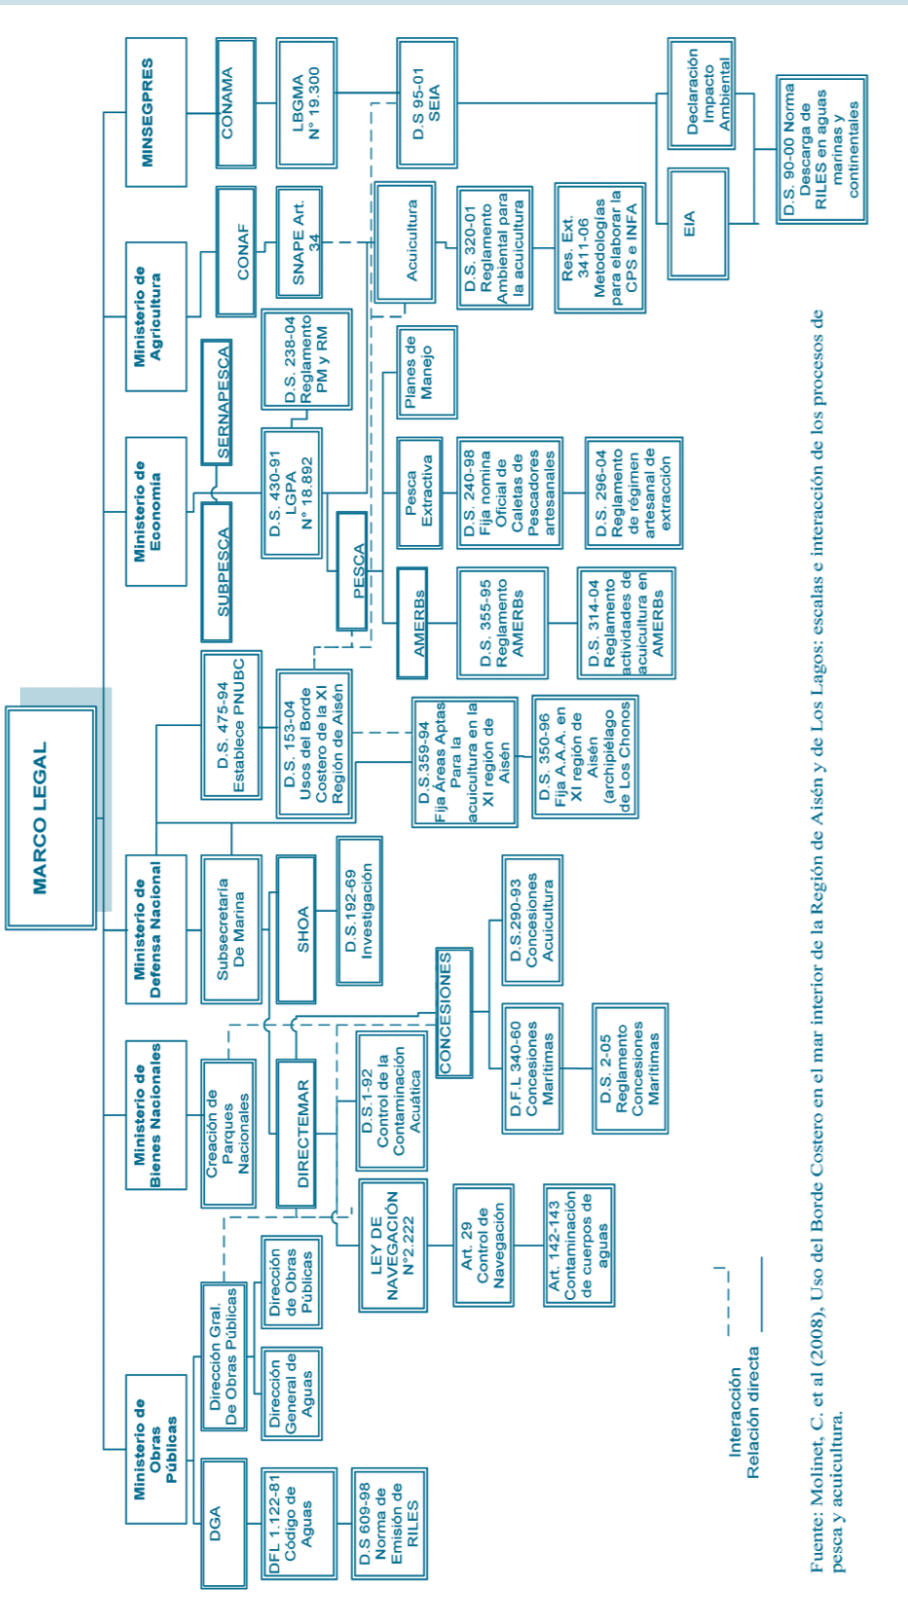 MARCO LEGAL
Ministerio de
Obras
Públicas
Ministerio de
Bienes Nacionales
Ministerio de
Defensa Nacional
Ministerio de
Economía
Ministerio de
Agricultura
MINSEGPRES
DGA
Dirección Gral.
De Obras Públicas
Creación de
Parques
Nacionales
Subsecretaría
De Marina
D.S. 475-94
Establece PNUBC
SUBPESCA
SERNAPESCA
CONAF
CONAMA
DFL 1.122-81
Código de
Aguas
Dirección
General de
Aguas
Dirección
de Obras
Públicas
DIRECTEMAR
SHOA
D.S. 153-04
Usos del Borde
Costero de la XI
Región de Aisén
D.S. 430-91
LGPA
N° 18.892
D.S. 238-04
Reglamento
PM y RM
SNAPE Art.
34
LBGMA
N° 19.300
D.S 609-98
Norma de
Emisión de
RILES
LEY DE
NAVEGACIÓN
N°2.222
D.S.1-92
Control de la
Contaminación
Acuática
D.S.192-69
Investigación
PESCA
Acuicultura
D.S 95-01
SEIA
Art. 29
Control de
Navegación
CONCESIONES
D.S.359-94
Fija Áreas Aptas
Para la
acuicultura en la
XI región de
Aisén
AMERBs
Pesca
Extractiva
Planes de
Manejo
D.S. 320-01
Reglamento
Ambiental para
la acuicultura
Art. 142-143
Contaminación
de cuerpos de
aguas
D.F.L 340-60
Concesiones
Marítimas
D.S.290-93
Concesiones
Acuicultura
D.S. 350-96
Fija A.A.A. en
XI región de
Aisén
(archipiélago
de Los Chonos
D.S. 355-95
Reglamento
AMERBs
D.S. 240-98
Fija nomina
Oficial de
Caletas de
Pescadores
artesanales
Res. Ext.
3411-06
Metodologías
para elaborar la
CPS e INFA
D.S. 2-05
Reglamento
Concesiones
Marítimas
D.S. 314-04
Reglamento
actividades de
acuicultura en
AMERBs
D.S. 296-04
Reglamento
de régimen
artesanal de
extracción
EIA
Declaración
Impacto
Ambiental
D.S. 90-00 Norma
Descarga de
RILES en aguas
marinas y
continentales
Interacción
Relación directa
Fuente: Molinet, C. et al (2008), Uso del Borde Costero en el mar interior de la Región de Aisén y de Los Lagos: escalas e interacción de los procesos de
pesca y acuicultura.